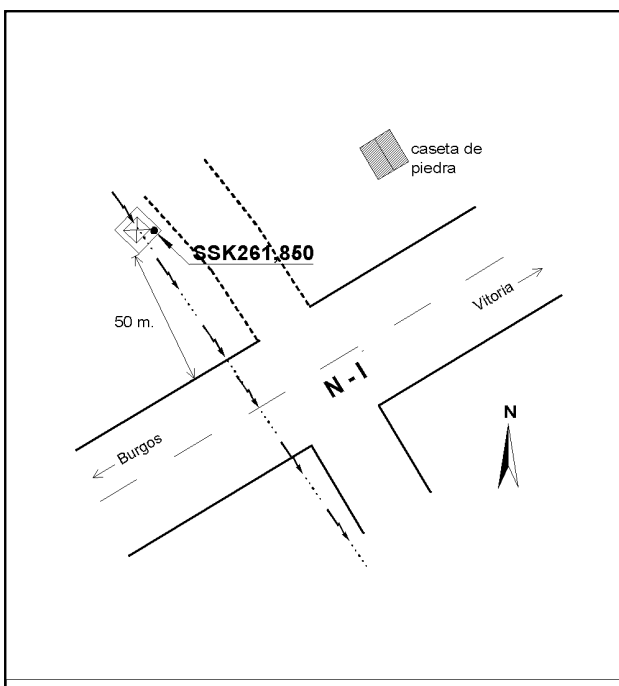 caseta de
piedra
SSK261,850
50 m.
Vitoria
N - I
N
Burgos